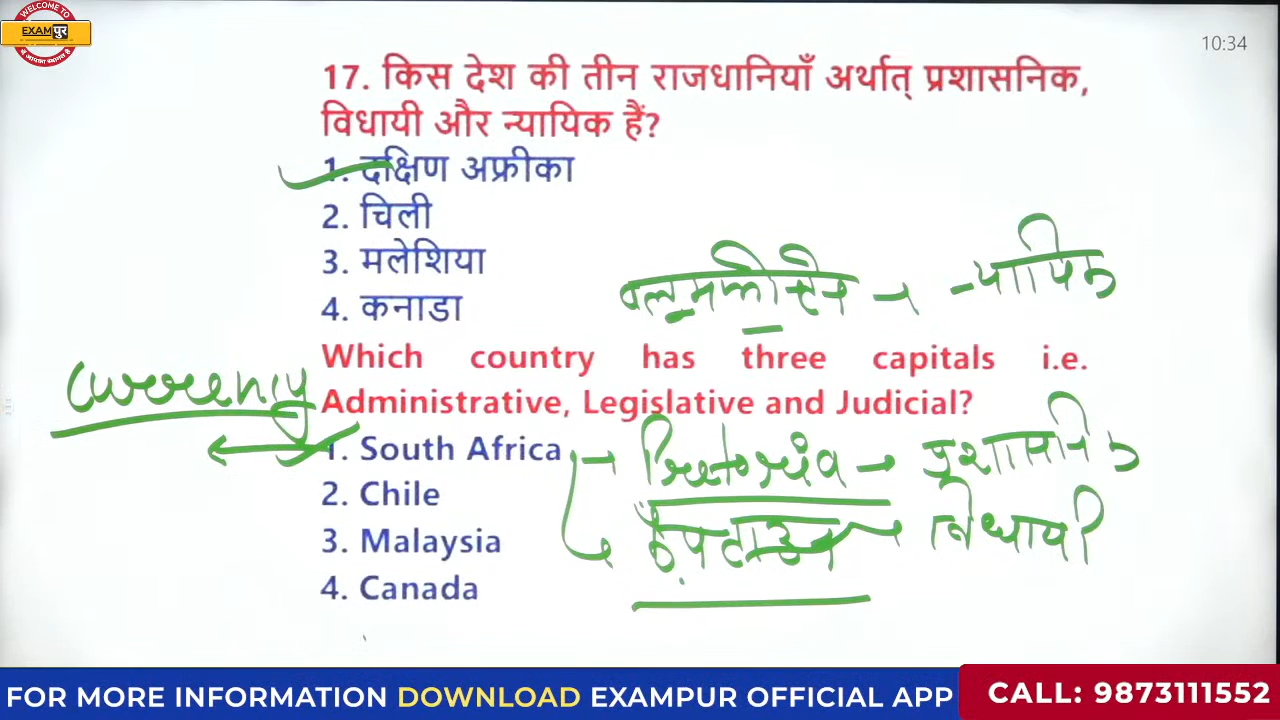 WELCOME TO
EXAMपुर
10:34
17. किस देश की तीन राजधानियाँ अर्थात् प्रशासनिक,
विधायी और न्यायिक हैं?
1. दक्षिण अफ्रीका
2. चिली
3. मलेशिया
4. कनाडा
Which country has three capitals i.e.
Currency
Administrative, Legislative and Judicial?
1. South Africa
Pretoria → प्रशासनिक
2. Chile
केपटाउन → विधायी
3. Malaysia
4. Canada
FOR MORE INFORMATION DOWNLOAD EXAMPUR OFFICIAL APP
CALL: 9873111552